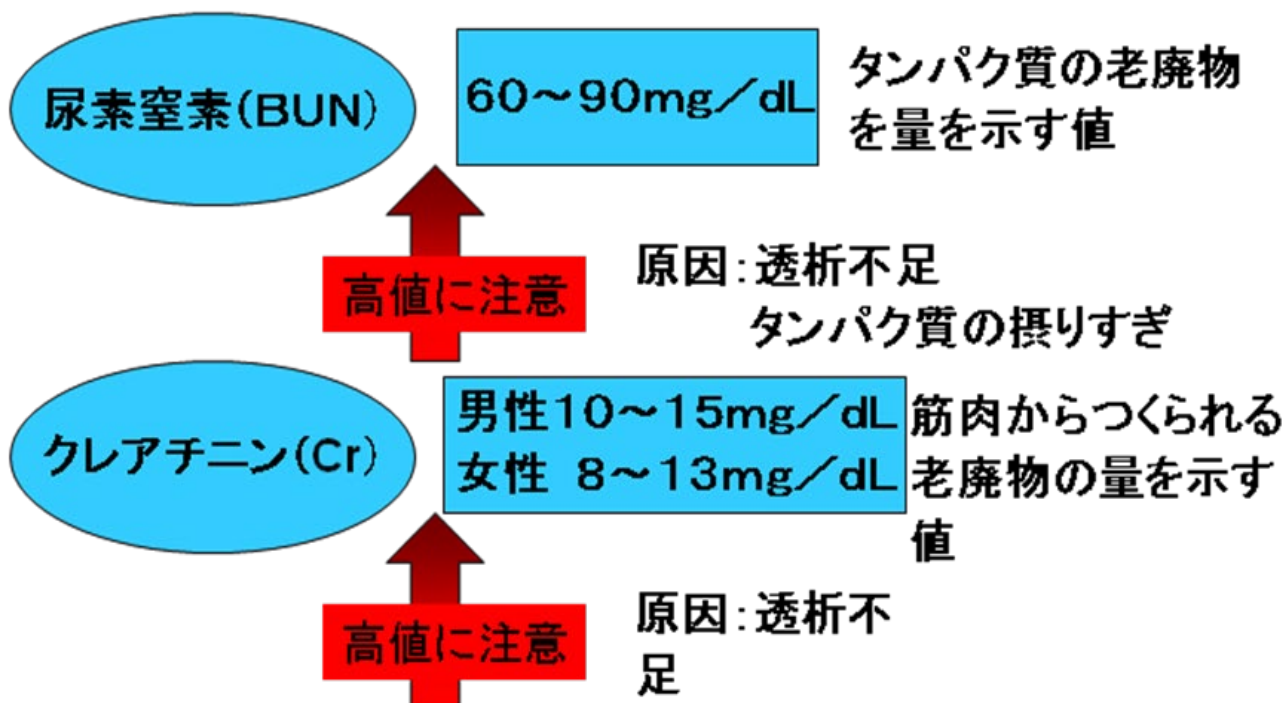 尿素窒素(BUN)
60～90mg／dL
タンパク質の老廃物
を量を示す値
高値に注意
原因：透析不足
タンパク質の摂りすぎ
クレアチニン(Cr)
男性10～15mg／dL
女性 8～13mg／dL
筋肉からつくられる
老廃物の量を示す
値
高値に注意
原因：透析不
足